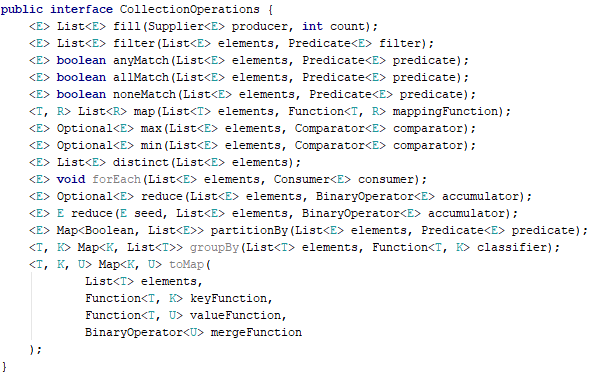 public interface CollectionOperations {
    <E> List<E> fill(Supplier<E> producer, int count);
    <E> List<E> filter(List<E> elements, Predicate<E> filter);
    <E> boolean anyMatch(List<E> elements, Predicate<E> predicate);
    <E> boolean allMatch(List<E> elements, Predicate<E> predicate);
    <E> boolean noneMatch(List<E> elements, Predicate<E> predicate);
    <T, R> List<R> map(List<T> elements, Function<T, R> mappingFunction);
    <E> Optional<E> max(List<E> elements, Comparator<E> comparator);
    <E> Optional<E> min(List<E> elements, Comparator<E> comparator);
    <E> List<E> distinct(List<E> elements);
    <E> void forEach(List<E> elements, Consumer<E> consumer);
    <E> Optional<E> reduce(List<E> elements, BinaryOperator<E> accumulator);
    <E> E reduce(E seed, List<E> elements, BinaryOperator<E> accumulator);
    <E> Map<Boolean, List<E>> partitionBy(List<E> elements, Predicate<E> predicate);
    <T, K> Map<K, List<T>> groupBy(List<T> elements, Function<T, K> classifier);
    <T, K, U> Map<K, U> toMap(
            List<T> elements,
            Function<T, K> keyFunction,
            Function<T, U> valueFunction,
            BinaryOperator<U> mergeFunction
    );
}